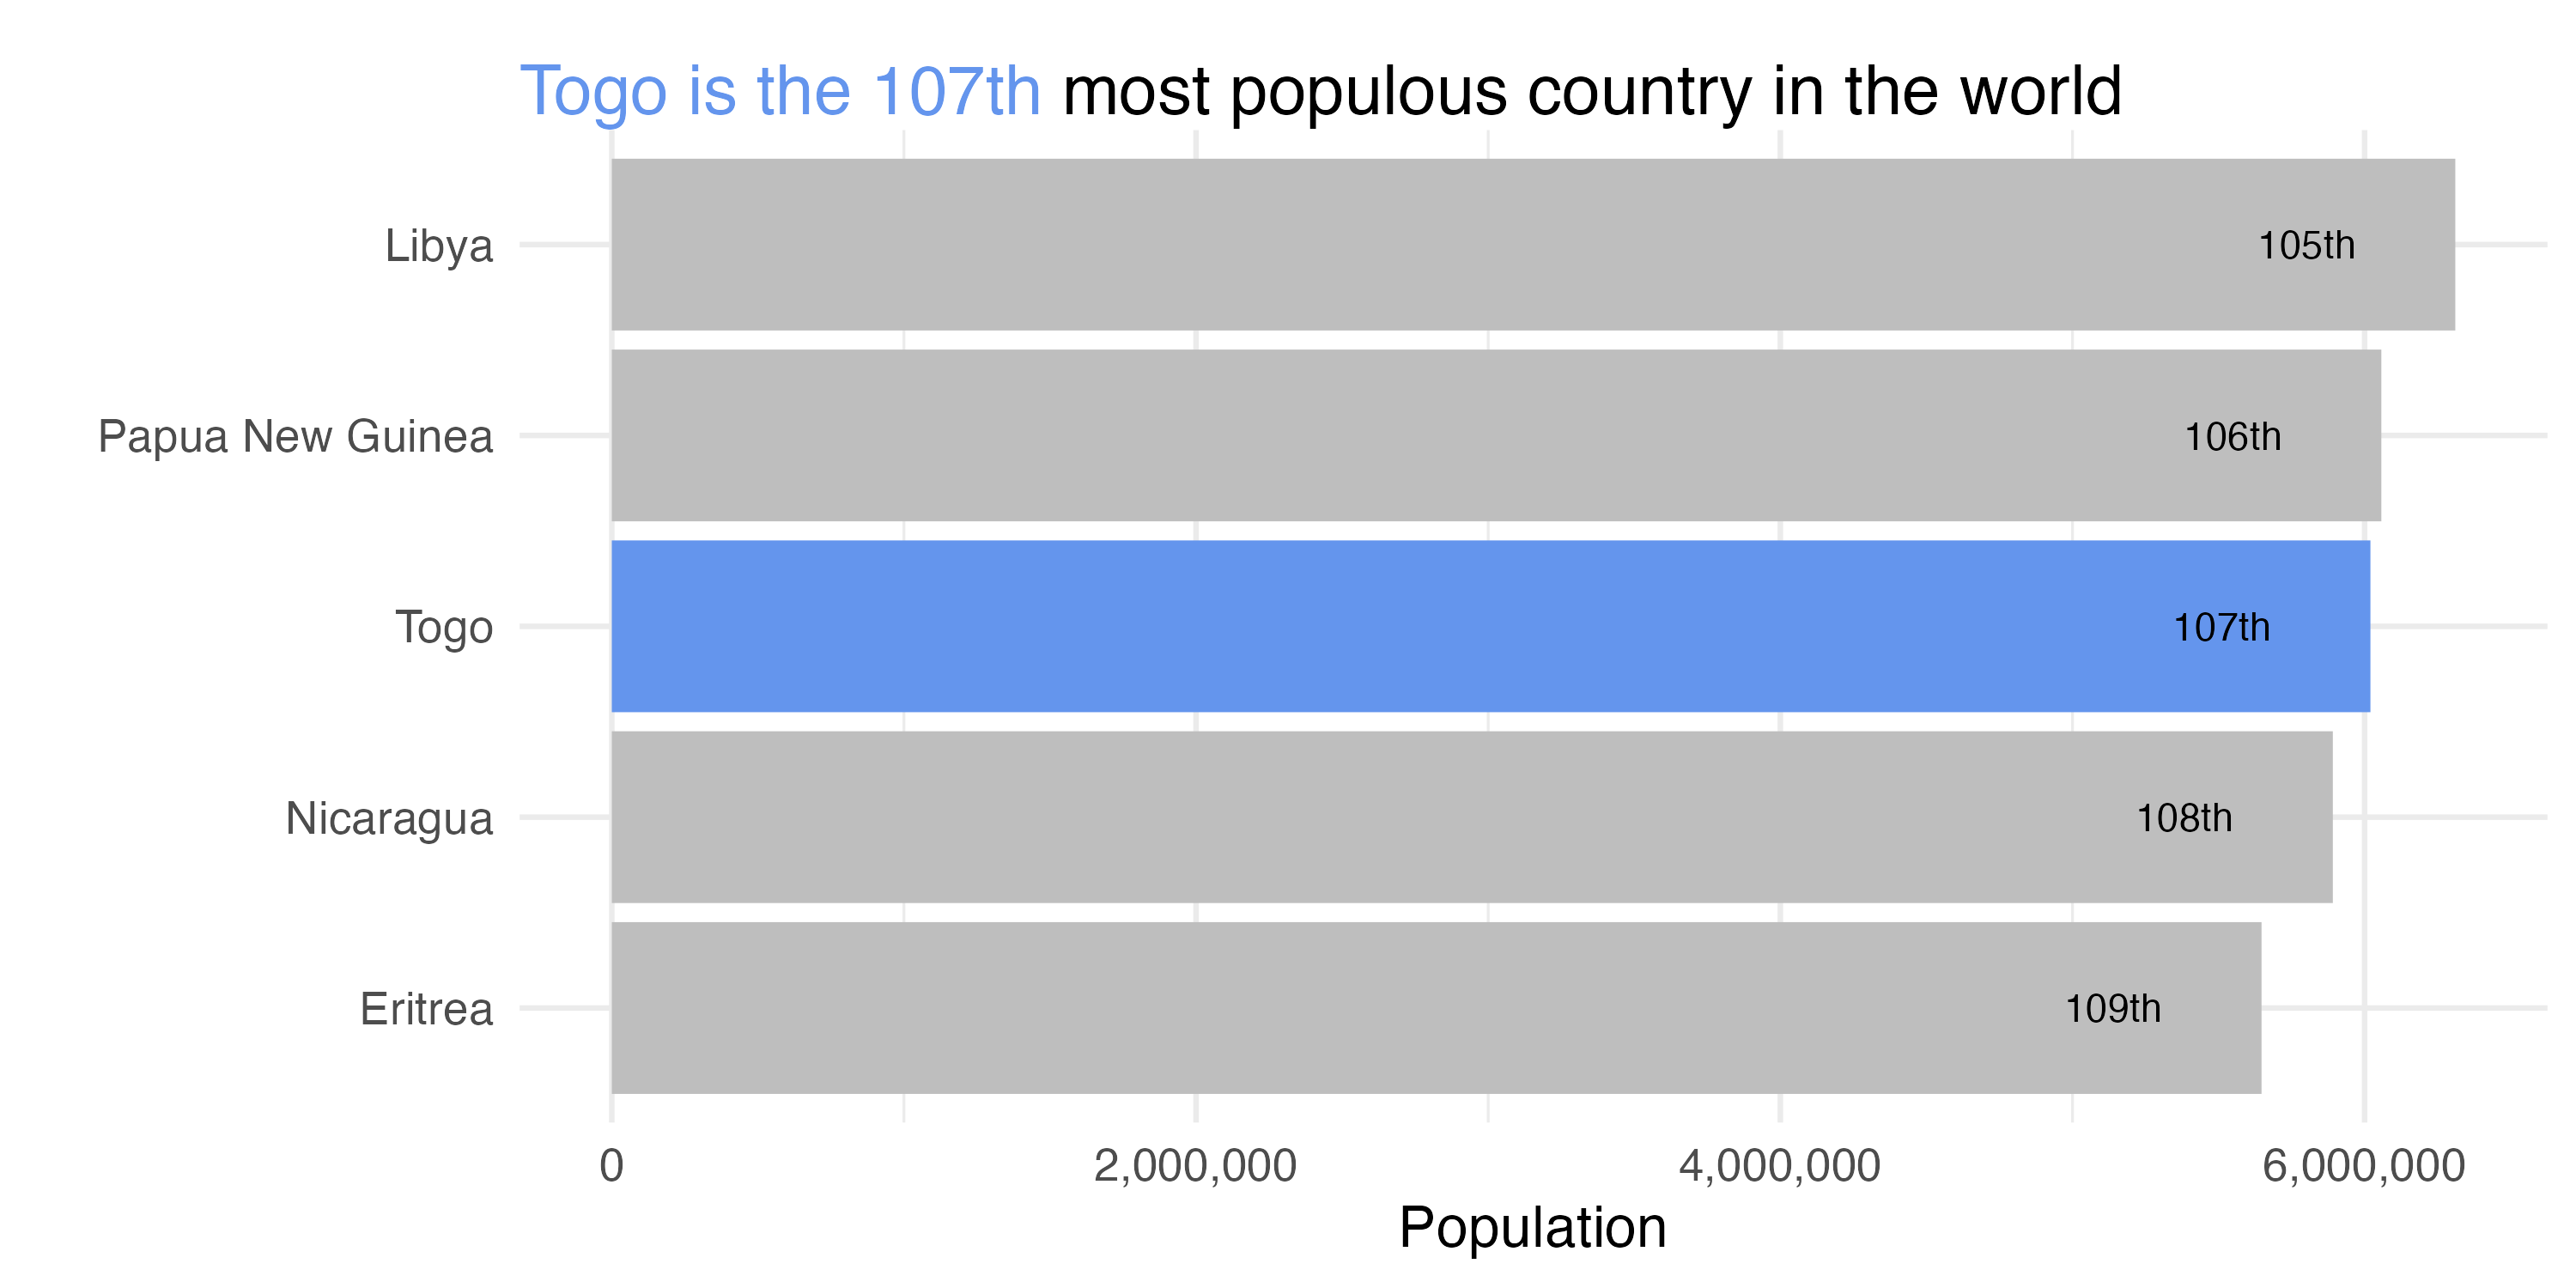 Togo is the 107th most populous country in the world
Libya
105th
Papua New Guinea
106th
Togo
107th
Nicaragua
108th
Eritrea
109th
0
2,000,000
4,000,000
6,000,000
Population